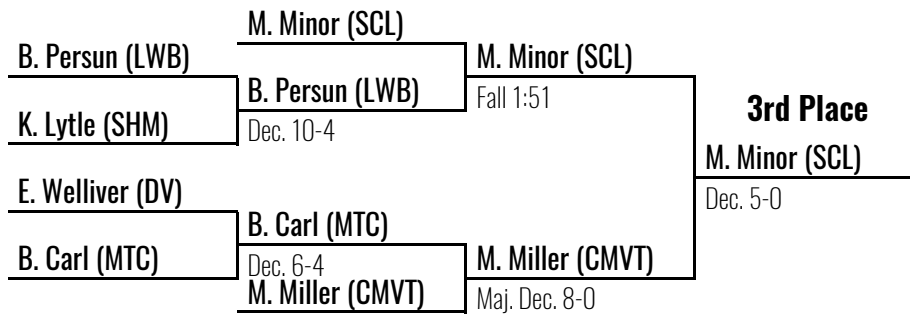 M. Minor (SCL)
B. Persun (LWB)
M. Minor (SCL)
B. Persun (LWB)
Fall 1:51
3rd Place
K. Lytle (SHM)
Dec. 10-4
M. Minor (SCL)
E. Welliver (DV)
Dec. 5-0
B. Carl (MTC)
B. Carl (MTC)
Dec. 6-4
M. Miller (CMVT)
M. Miller (CMVT)
Maj. Dec. 8-0